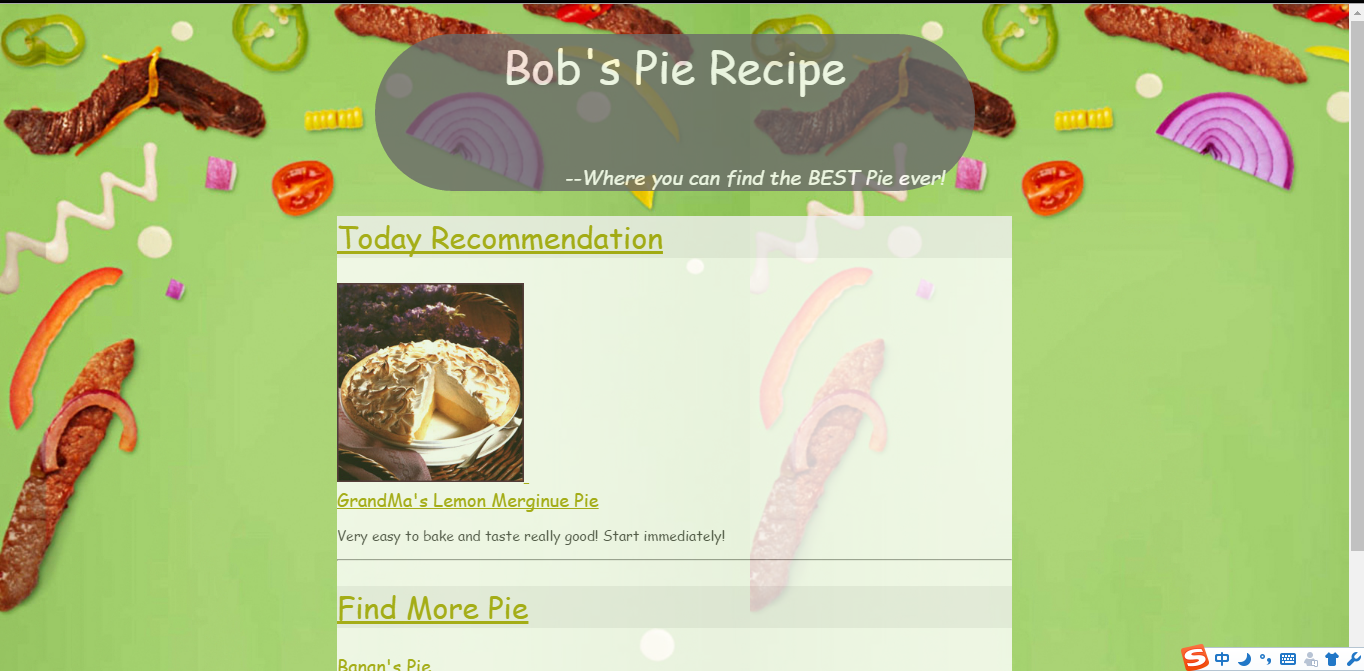 Bob's Pie Recipe
--Where you can find the BEST Pie ever!
Today Recommendation
GrandMa's Lemon Merginue Pie
Very easy to bake and taste really good! Start immediately!
Find More Pie
Banan's Pie
中